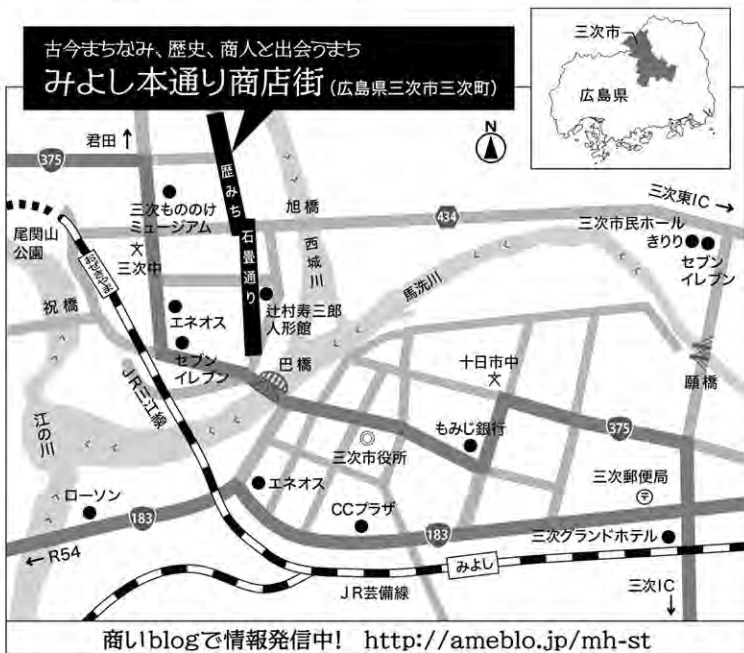 古今まちなみ、歴史、商人と出会うまち
みよし本通り商店街(広島県三次市三次町)
三次市
広島県
N
君田
375
歴みち
石畳通り
三次もののけ
ミュージアム
旭橋
434
三次東IC
三次市民ホール
きりり
セブン
イレブン
尾関山
公園
おぜきやま
三次中
西城川
馬洗川
祝橋
エネオス
辻村寿三郎
人形館
セブン
イレブン
巴橋
十日市中
願橋
JR三江線
江の川
もみじ銀行
375
三次市役所
三次郵便局
〒
ローソン
エネオス
183
CCプラザ
183
三次グランドホテル
R54
みよし
JR芸備線
三次IC
商いblogで情報発信中! http://ameblo.jp/mh-st